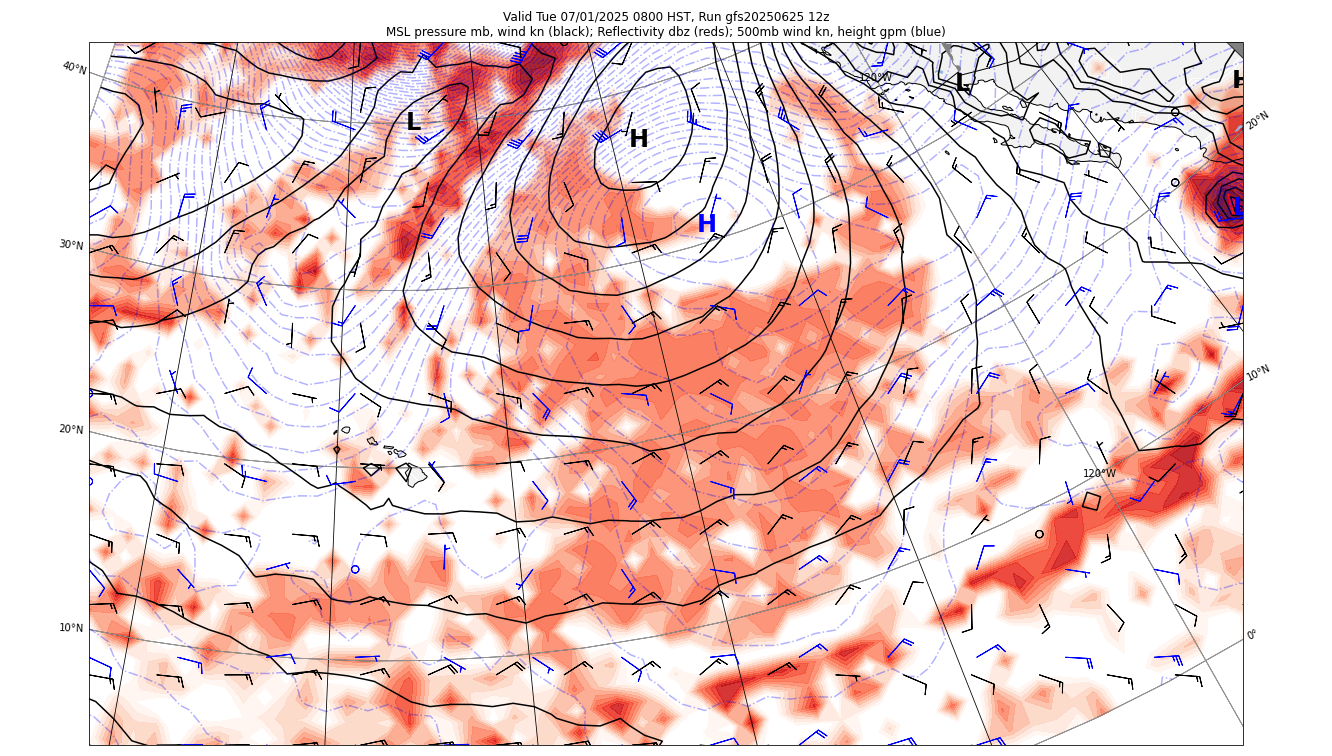 Valid Tue 07/01/2025 0800 HST, Run gfs20250625 12z
MSL pressure mb, wind kn (black); Reflectivity dbz (reds); 500mb wind kn, height gpm (blue)
40°N
120°W
L
H
20°N
L
H
H
30°N
10°N
20°N
120°W
10°N
0°